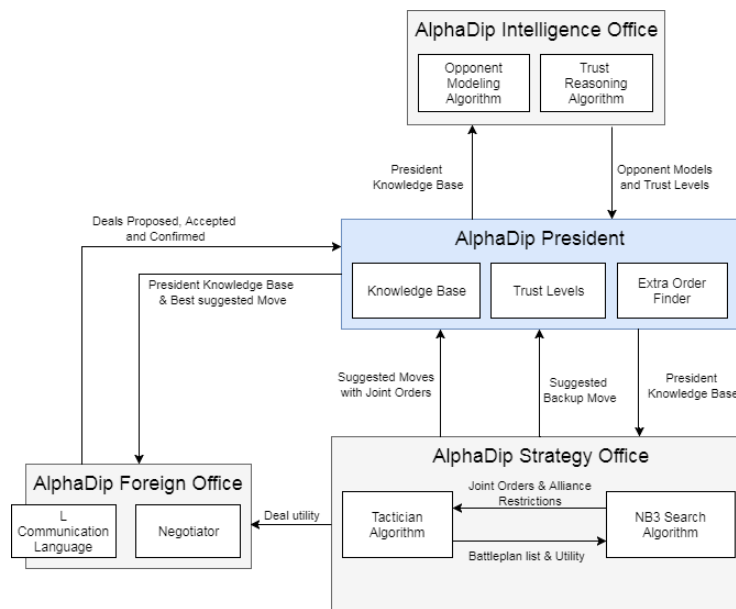 AlphaDip Intelligence Office
Opponent
Modeling
Algorithm
Trust
Reasoning
Algorithm
President
Knowledge Base
Opponent Models
and Trust Levels
Deals Proposed, Accepted
and Confirmed
AlphaDip President
Knowledge Base
Trust Levels
Extra Order
Finder
President Knowledge Base
& Best suggested Move
Suggested Moves
with Joint Orders
Suggested
Backup Move
President
Knowledge Base
AlphaDip Foreign Office
L
Communication
Language
Negotiator
Deal utility
AlphaDip Strategy Office
Tactician
Algorithm
Joint Orders & Alliance
Restrictions
Battleplan list & Utility
NB3 Search
Algorithm